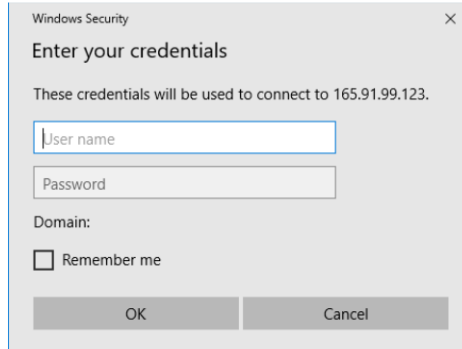 Windows Security
Enter your credentials
These credentials will be used to connect to 165.91.99.123.
User name
Password
Domain:
Remember me
OK
Cancel